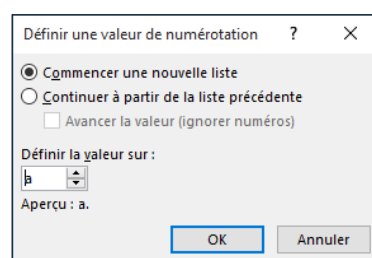 Définir une valeur de numérotation ? ×
Commencer une nouvelle liste
Continuer à partir de la liste précédente
Avancer la valeur (ignorer numéros)
Définir la valeur sur :
a
Aperçu : a.
OK Annuler